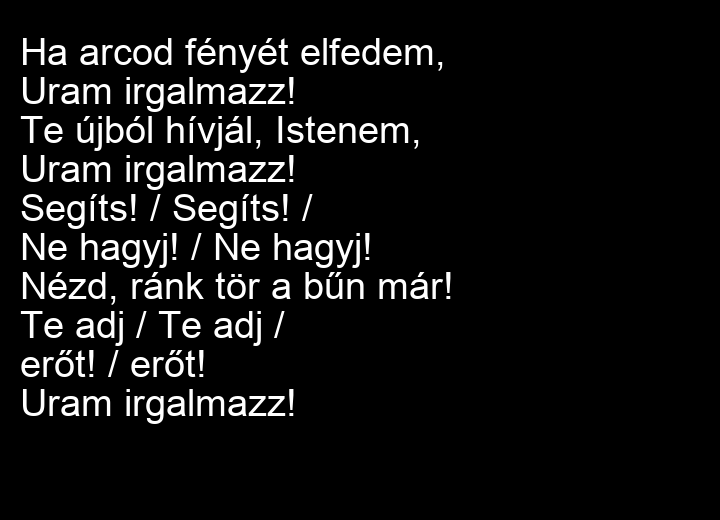 Ha arcod fényét elfedem,
Uram irgalmazz!
Te újból hívjál, Istenem,
Uram irgalmazz!
Segíts! / Segíts! /
Ne hagyj! / Ne hagyj!
Nézd, ránk tör a bűn már!
Te adj / Te adj /
erőt! / erőt!
Uram irgalmazz!